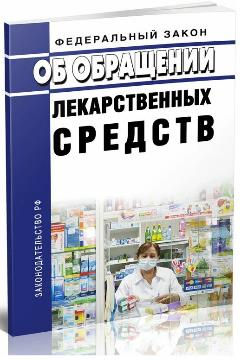 ФЕДЕРАЛЬНЫЙ ЗАКОН
ОБ ОБРАЩЕНИИ
ЛЕКАРСТВЕННЫХ
СРЕДСТВ
ЗАКОНОДАТЕЛЬСТВО РФ